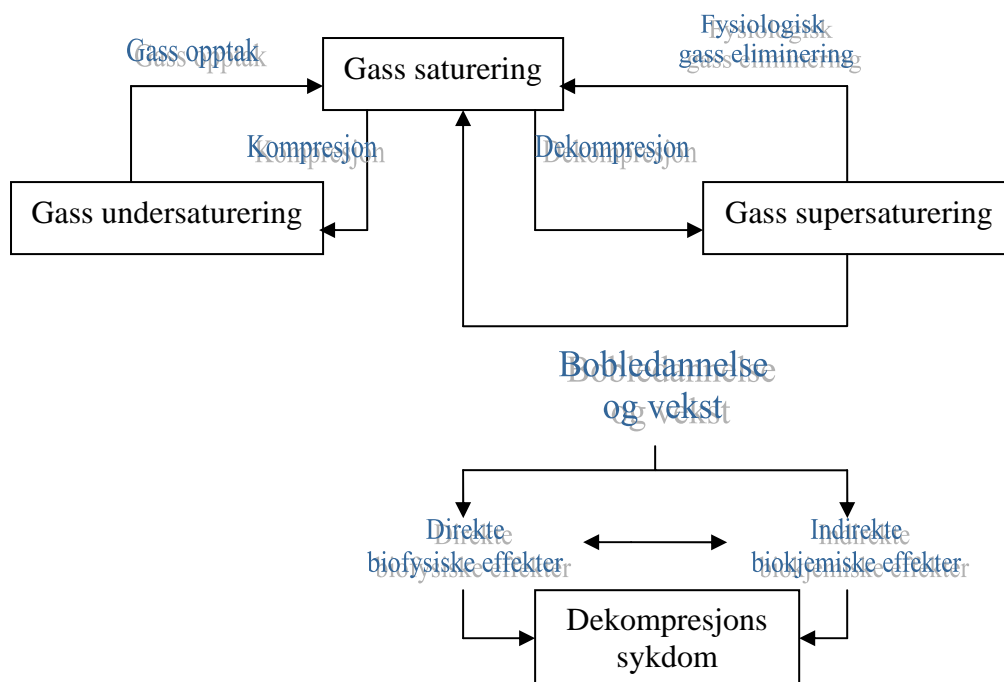 Gass opptak
Fysiologisk
gass eliminering
Gass saturering
Kompresjon
Dekompresjon
Gass undersaturering
Gass supersaturering
Bobledannelse
og vekst
Direkte
biofysiske effekter
Indirekte
biokjemiske effekter
Dekompresjons
sykdom